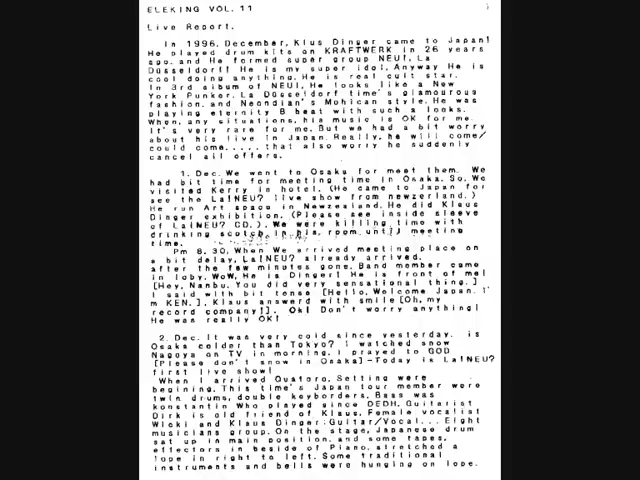 ELEKING VOL. 11
Live Report.
In 1996, December, Klus Dinger came to Japan!
He played drum kits on KRAFTWERK in 26 years
ago. and He formed super group NEU!, La
Düsseldorf! He is my super idol, Anyway He is
cool doing anything. He is real cult star.
In 3rd album of NEU!, He looks like a New
York Punker. La Düsseldorf time's glamourous
fashion. and Neondian's Mohican style. He was
playing eternity 8 beat with such a looks.
When, any situations, his music is OK for me.
It's very rare for me. But we had a bit worry
about his live in Japan. Really, he will come/
could come..... that also worry he suddenly
cancel all offers.
1. Dec. We went to Osaka for meet them. We
had bit time for meeting time in Osaka. So, We
visited Kerry in hotel. (He came to Japan for
see the La!NEU? live show from newzerland.)
He run Art space in Newzealand. He did Klaus
Dinger exhibition. (Please see inside sleeve
of La!NEU? CD.). We were killing time with
drinking scotch in his room until meeting
time.
Pm 8.30, When We arrived meeting place on
a bit delay, La!NEU? already arrived.
after the few minutes gone, Band member came
in loby. WoW, He is Dinger! He is front of me!
[Hey, Nanbu. You did very sensational thing.]
I said with bit tense [Hello, Welcome Japan. I'
m KEN.], Klaus answerd with smile [Oh, my
record company!]. Ok! Don't worry anything!
He was really OK!
2. Dec. It was very cold since yesterday. is
Osaka colder than Tokyo? I watched snow
Nagoya on TV in morning. I prayed to GOD
[Please don't snow in Osaka]-Today is La!NEU?
first live show!
When I arrived Quatoro, Setting were
begining. This time's Japan tour member were
twin drums, double keyborders, Bass was
konstantin Who played since DEDH. Guitarist
Dirk is old friend of Klaus, Female vocalist
Wicki and Klaus Dinger:Guitar/Vocal... Eight
musicians group. On the stage, Japanese drum
sat up in main position. and some tapes,
effectors in beside of Piano. stretched a
lope in right to left. Some traditional
instruments and bells were hunging on lope.